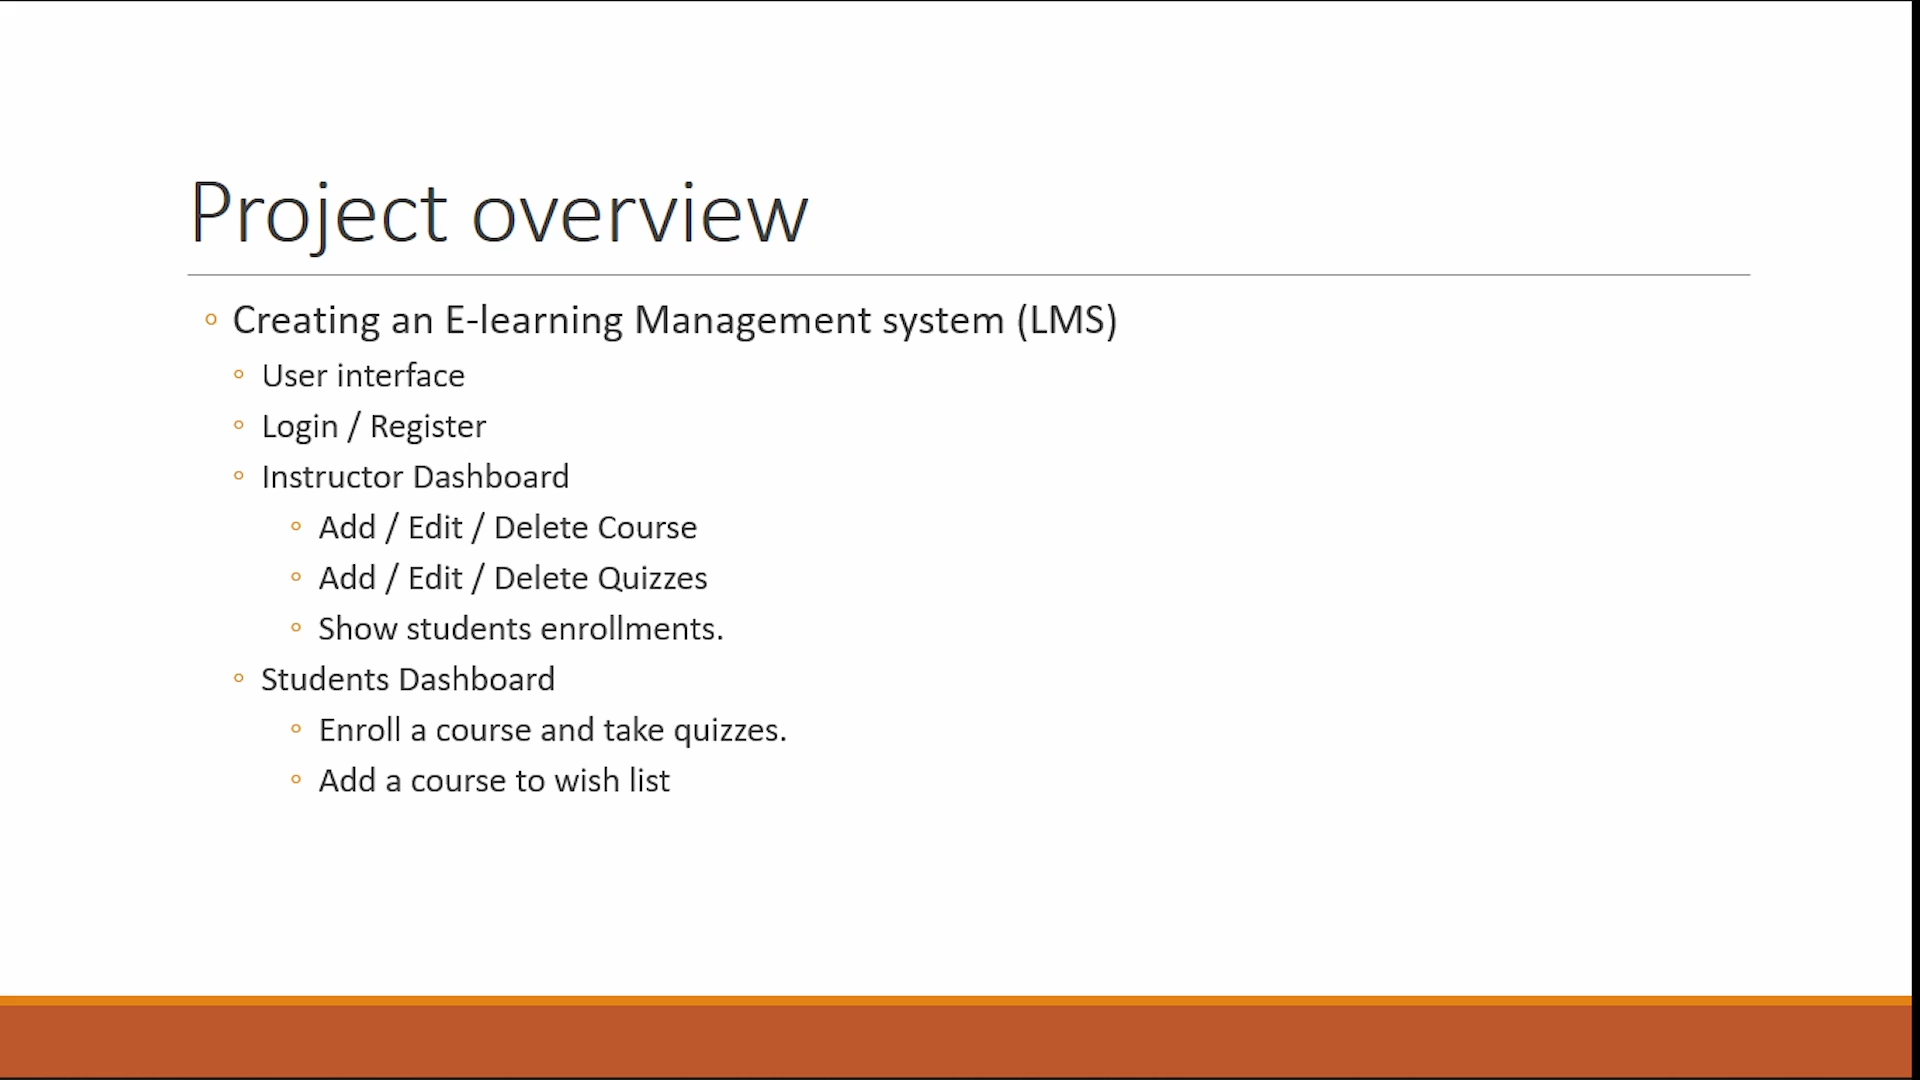 Project overview
Creating an E-learning Management system (LMS)
User interface
Login / Register
Instructor Dashboard
Add / Edit / Delete Course
Add / Edit / Delete Quizzes
Show students enrollments.
Students Dashboard
Enroll a course and take quizzes.
Add a course to wish list